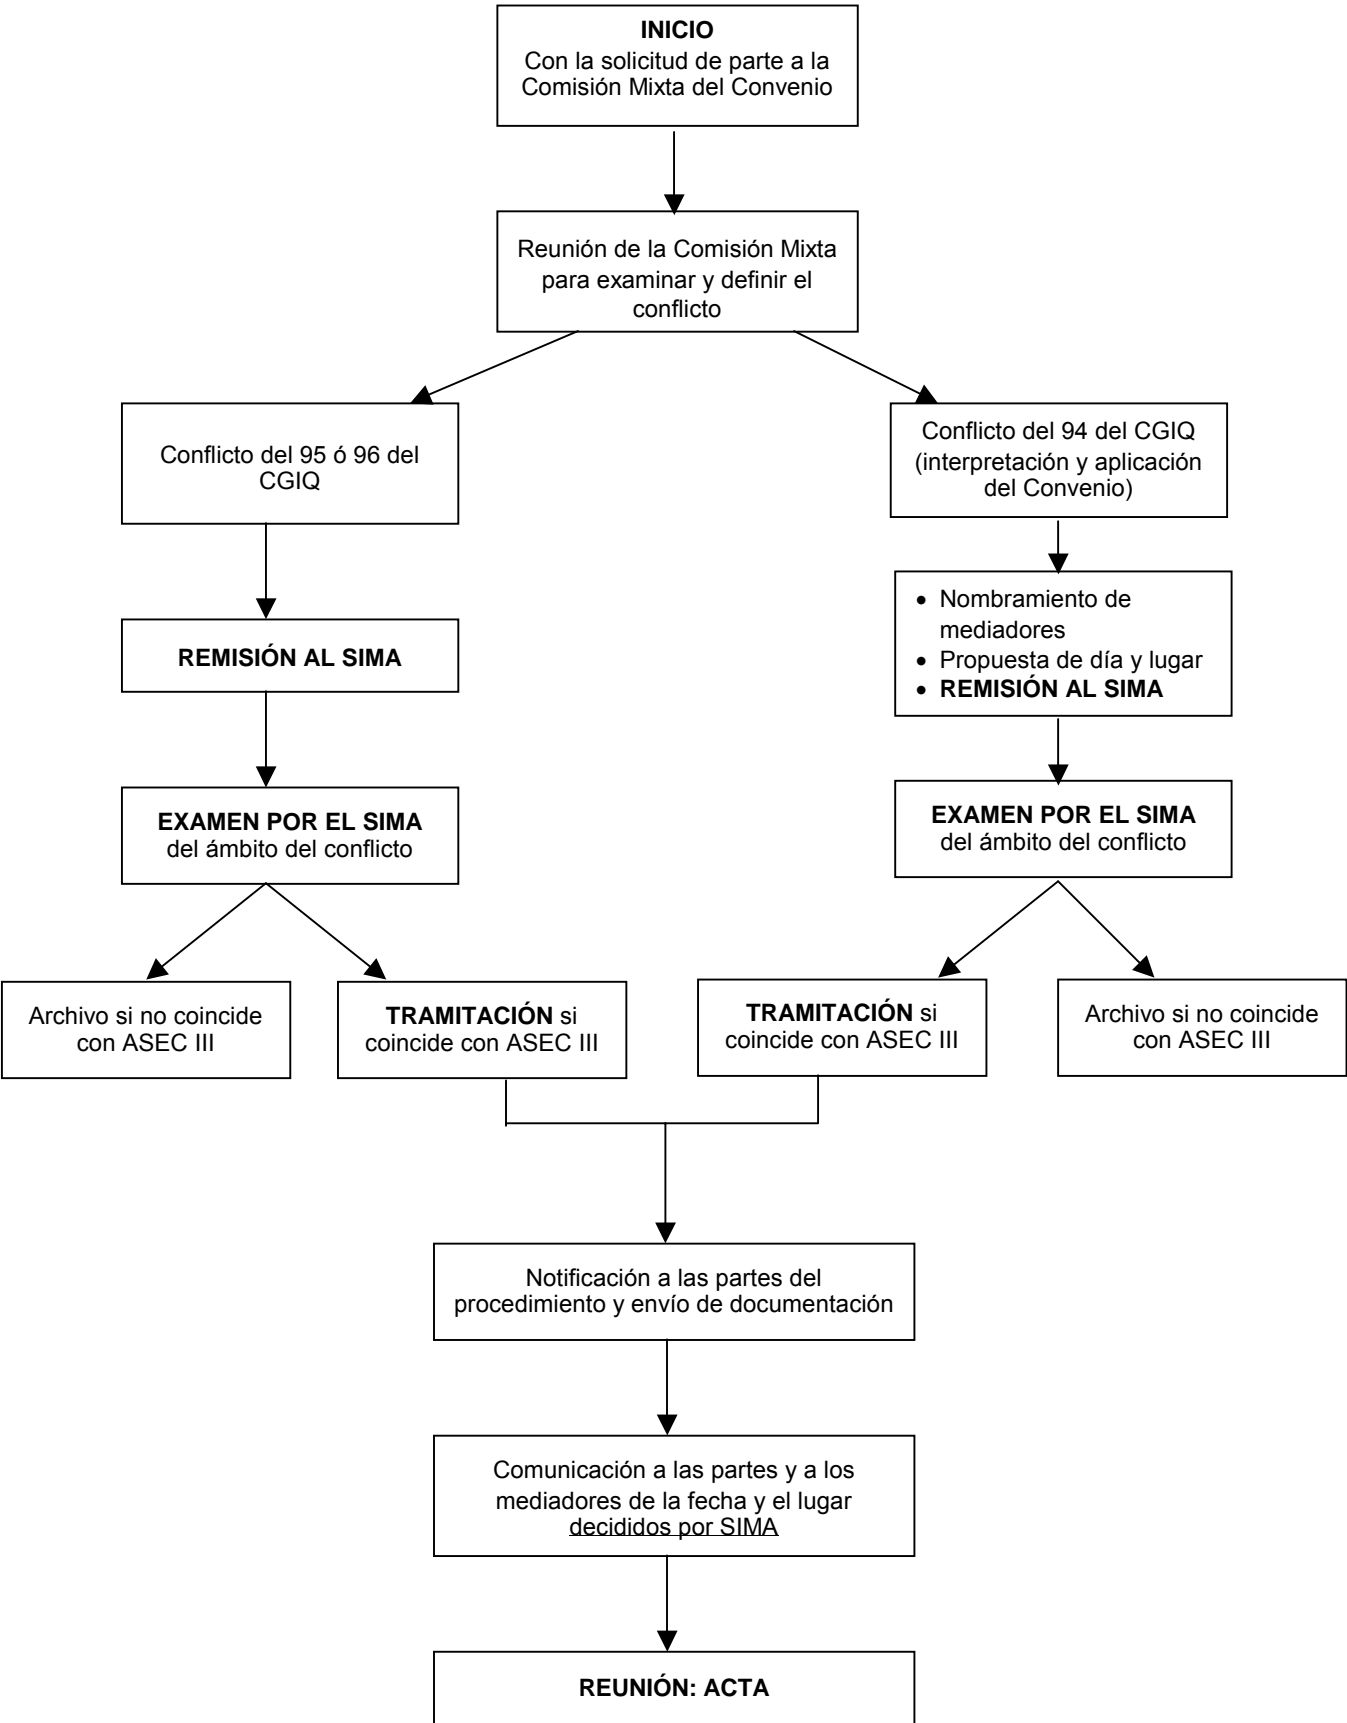 INICIO
Con la solicitud de parte a la
Comisión Mixta del Convenio
Reunión de la Comisión Mixta
para examinar y definir el
conflicto
Conflicto del 95 ó 96 del
CGIQ
Conflicto del 94 del CGIQ
(interpretación y aplicación
del Convenio)
REMISIÓN AL SIMA
• Nombramiento de
mediadores
• Propuesta de día y lugar
• REMISIÓN AL SIMA
EXAMEN POR EL SIMA
del ámbito del conflicto
EXAMEN POR EL SIMA
del ámbito del conflicto
Archivo si no coincide
con ASEC III
TRAMITACIÓN si
coincide con ASEC III
TRAMITACIÓN si
coincide con ASEC III
Archivo si no coincide
con ASEC III
Notificación a las partes del
procedimiento y envío de documentación
Comunicación a las partes y a los
mediadores de la fecha y el lugar
decididos por SIMA
REUNIÓN: ACTA